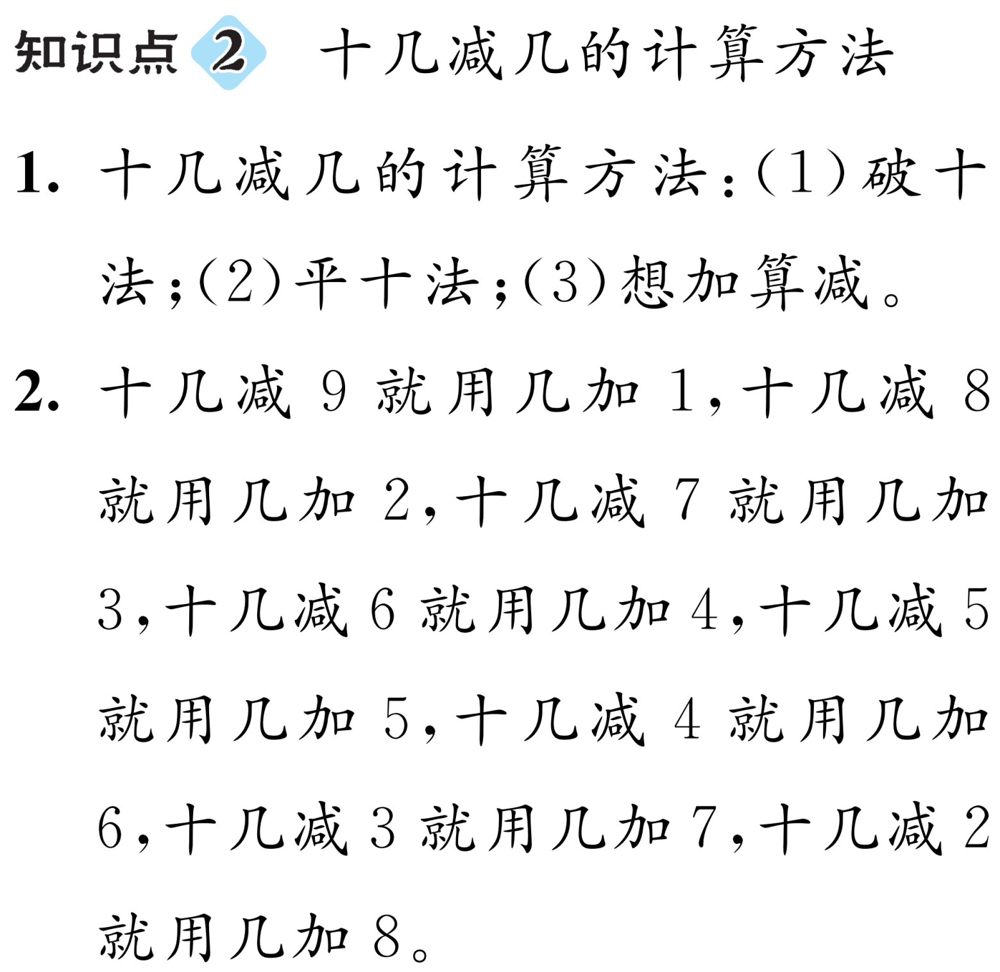 知识点 2 十几减几的计算方法
1. 十几减几的计算方法:(1)破十
法;(2)平十法;(3)想加算减。
2. 十几减 9 就用几加 1,十几减 8
就用几加 2,十几减 7 就用几加
3,十几减 6 就用几加 4,十几减 5
就用几加 5,十几减 4 就用几加
6,十几减 3 就用几加 7,十几减 2
就用几加 8。